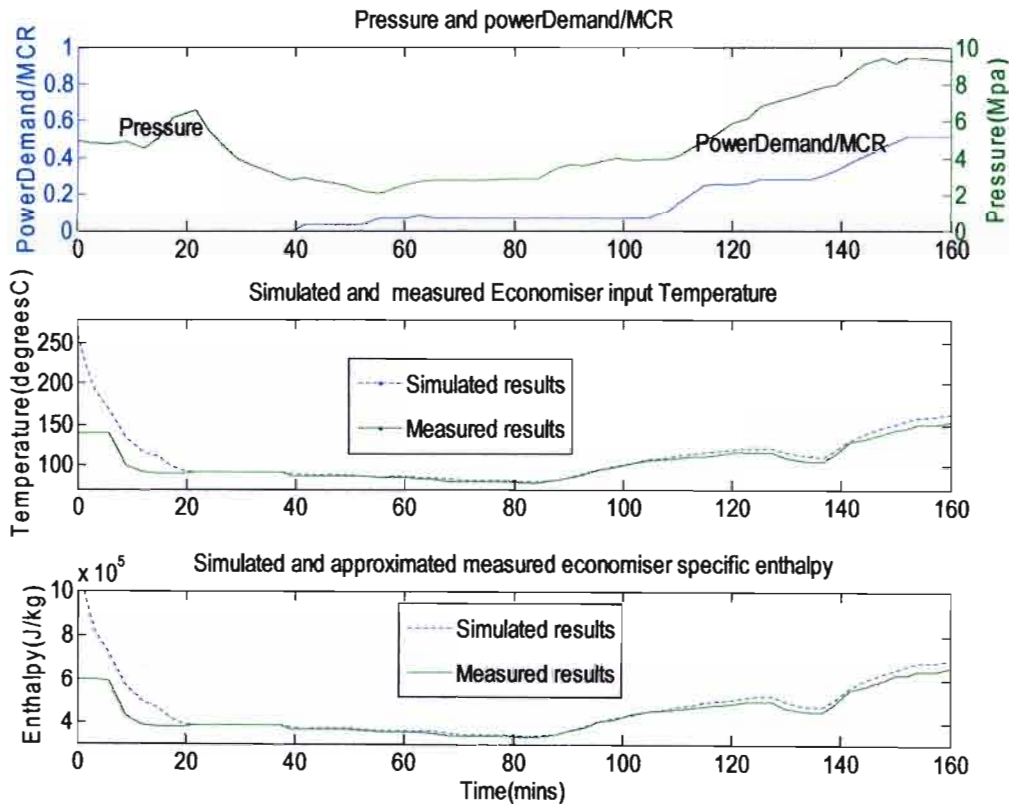 Pressure and powerDemand/MCR
PowerDemand/MCR
1
0.8
0.6
0.4
0.2
0
10
8
6
4
2
0
Pressure(Mpa)
Pressure
PowerDemand/MCR
0 20 40 60 80 100 120 140 160
Simulated and measured Economiser input Temperature
Temperature(degreesC)
250
200
150
100
Simulated results
Measured results
0 20 40 60 80 100 120 140 160
Simulated and approximated measured economiser specific enthalpy
x 10^5
Enthalpy(J/kg)
10
8
6
4
Simulated results
Measured results
0 20 40 60 80 100 120 140 160
Time(mins)